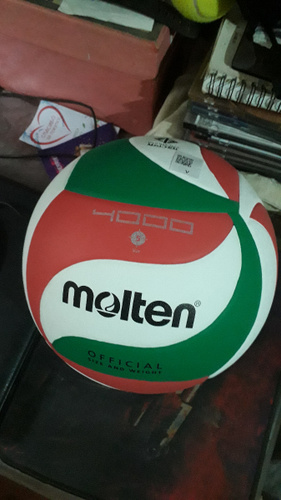 4000
molten®
OFFICIAL
SIZE AND WEIGHT